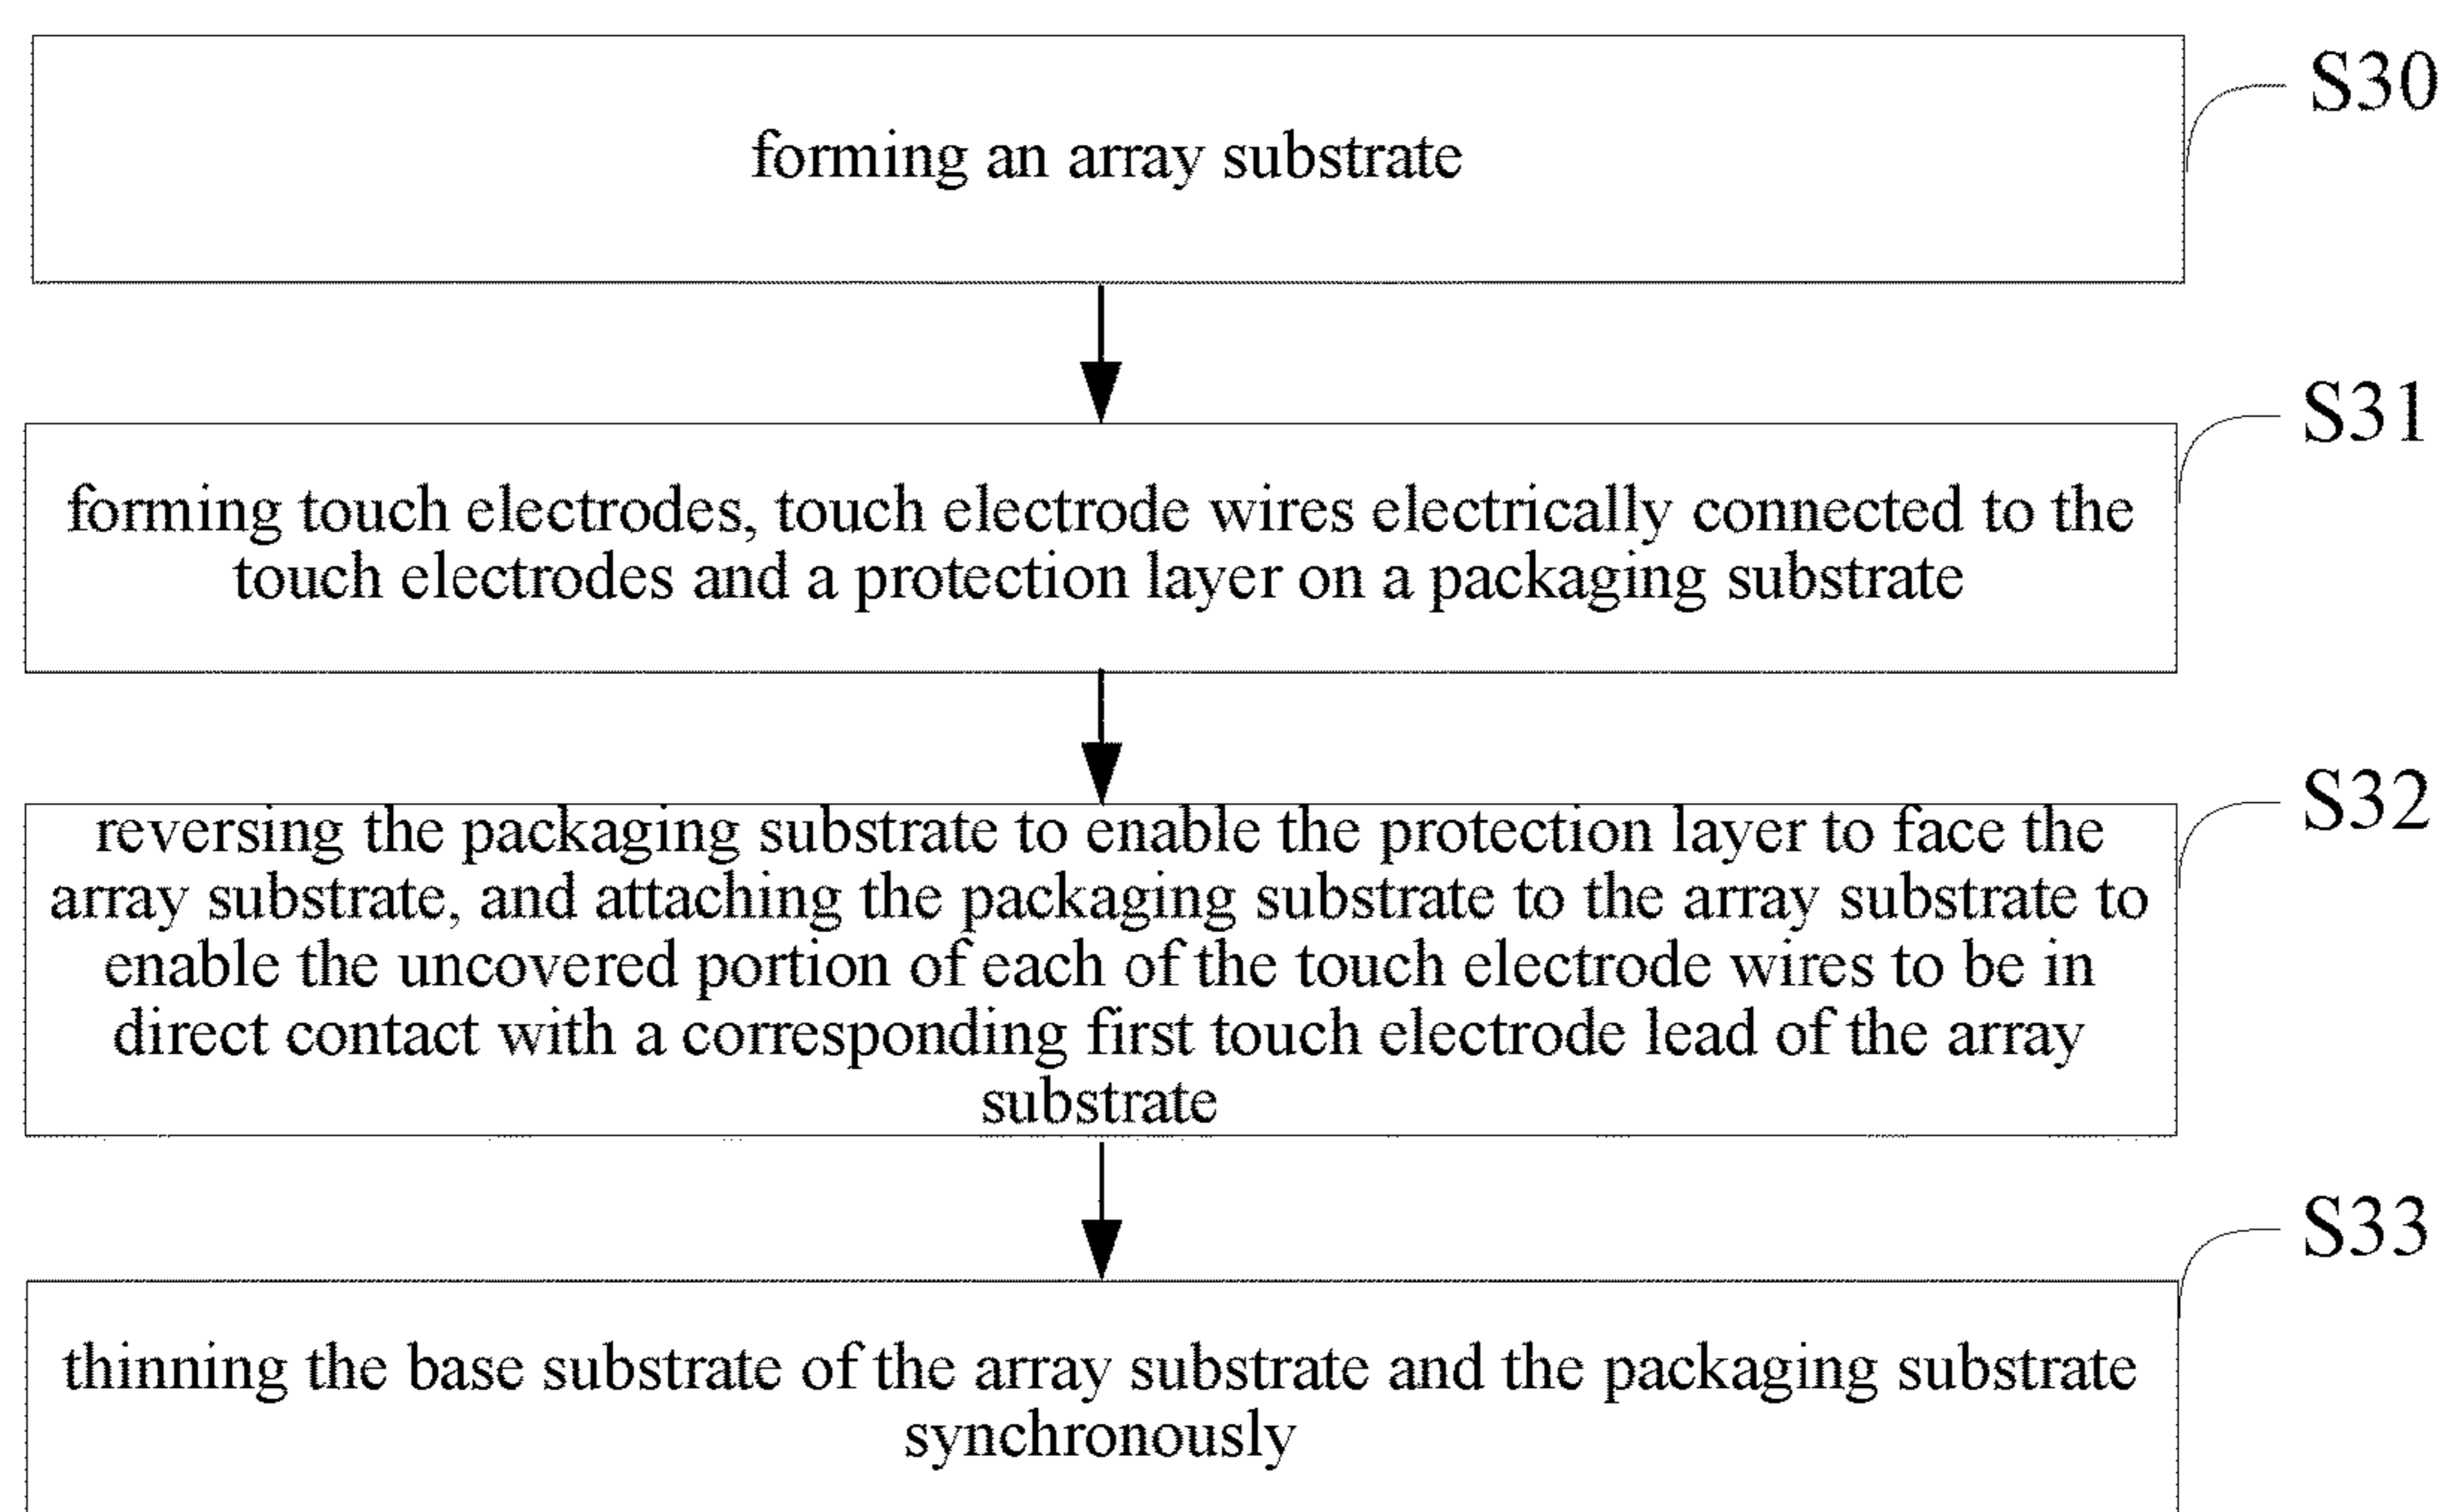 S30
forming an array substrate
S31
forming touch electrodes, touch electrode wires electrically connected to the
touch electrodes and a protection layer on a packaging substrate
S32
reversing the packaging substrate to enable the protection layer to face the
array substrate, and attaching the packaging substrate to the array substrate to
enable the uncovered portion of each of the touch electrode wires to be in
direct contact with a corresponding first touch electrode lead of the array
substrate
S33
thinning the base substrate of the array substrate and the packaging substrate
synchronously